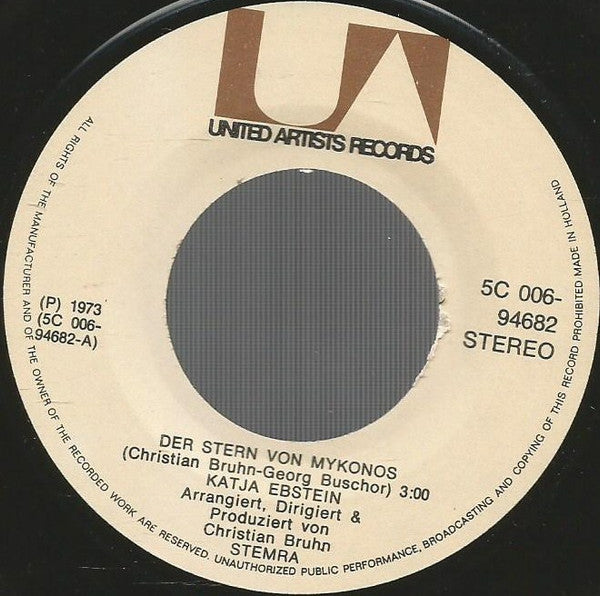 UA
UNITED ARTISTS RECORDS
ALL RIGHTS OF THE MANUFACTURER AND OF THE OWNER OF THE RECORDED WORK ARE RESERVED. UNAUTHORIZED PUBLIC PERFORMANCE, BROADCASTING AND COPYING OF THIS RECORD PROHIBITED MADE IN HOLLAND
(P) 1973
(5C 006-
94682-A)
5C 006-
94682
STEREO
DER STERN VON MYKONOS
(Christian Bruhn-Georg Buschor) 3:00
KATJA EBSTEIN
Arrangiert, Dirigiert &
Produziert von
Christian Bruhn
STEMRA